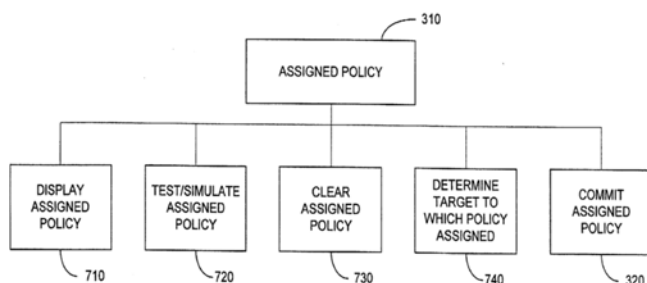 310
ASSIGNED POLICY
DISPLAY
ASSIGNED
POLICY
TEST/SIMULATE
ASSIGNED
POLICY
CLEAR
ASSIGNED
POLICY
DETERMINE
TARGET TO
WHICH POLICY
ASSIGNED
COMMIT
ASSIGNED
POLICY
710
720
730
740
320